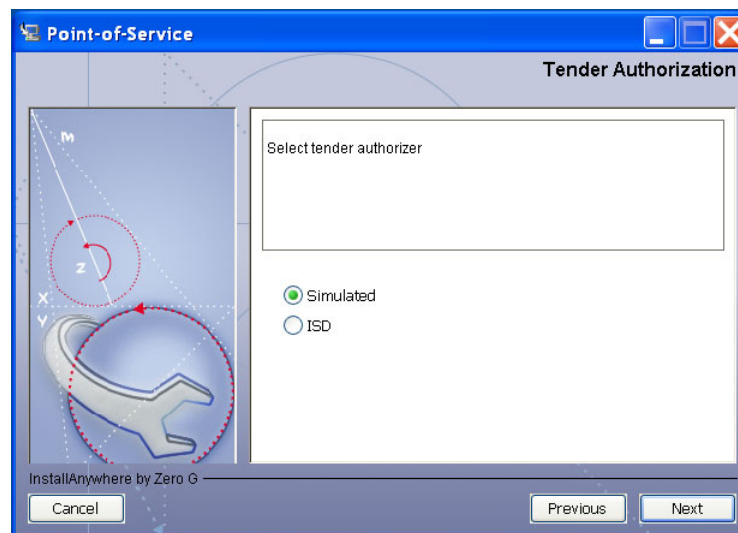 Point-of-Service
Tender Authorization
M
Z
X
Y
Select tender authorizer
Simulated
ISD
InstallAnywhere by Zero G
Cancel
Previous
Next